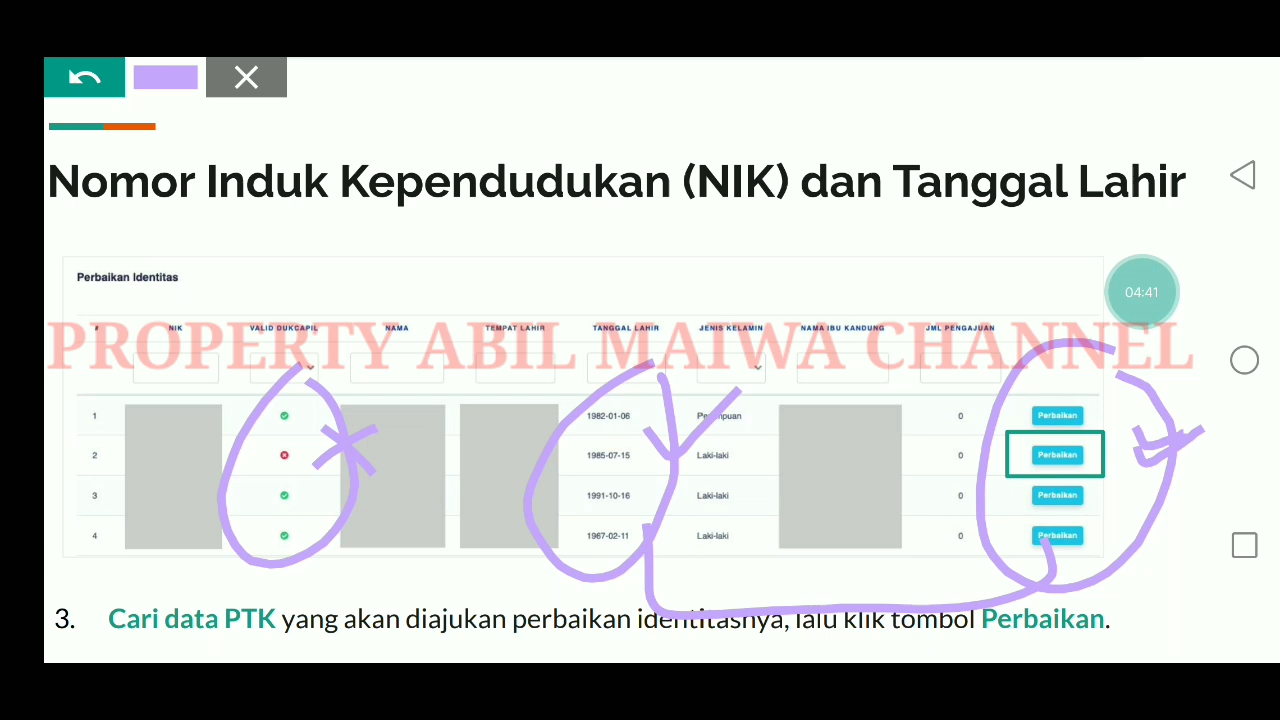 Nomor Induk Kependudukan (NIK) dan Tanggal Lahir
Perbaikan Identitas
04:41
# NIK VALID DUKCAPIL NAMA TEMPAT LAHIR TANGGAL LAHIR JENIS KELAMIN NAMA IBU KANDUNG JML PENGAJUAN
PROPERTY ABIL MAIWA CHANNEL
1 1982-01-06 0 Perbaikan
2 1985-07-15 Laki-laki 0 Perbaikan
3 1991-10-16 Laki-laki 0 Perbaikan
4 1967-02-11 Laki-laki 0 Perbaikan
3. Cari data PTK yang akan diajukan perbaikan identitasnya, lalu klik tombol Perbaikan.